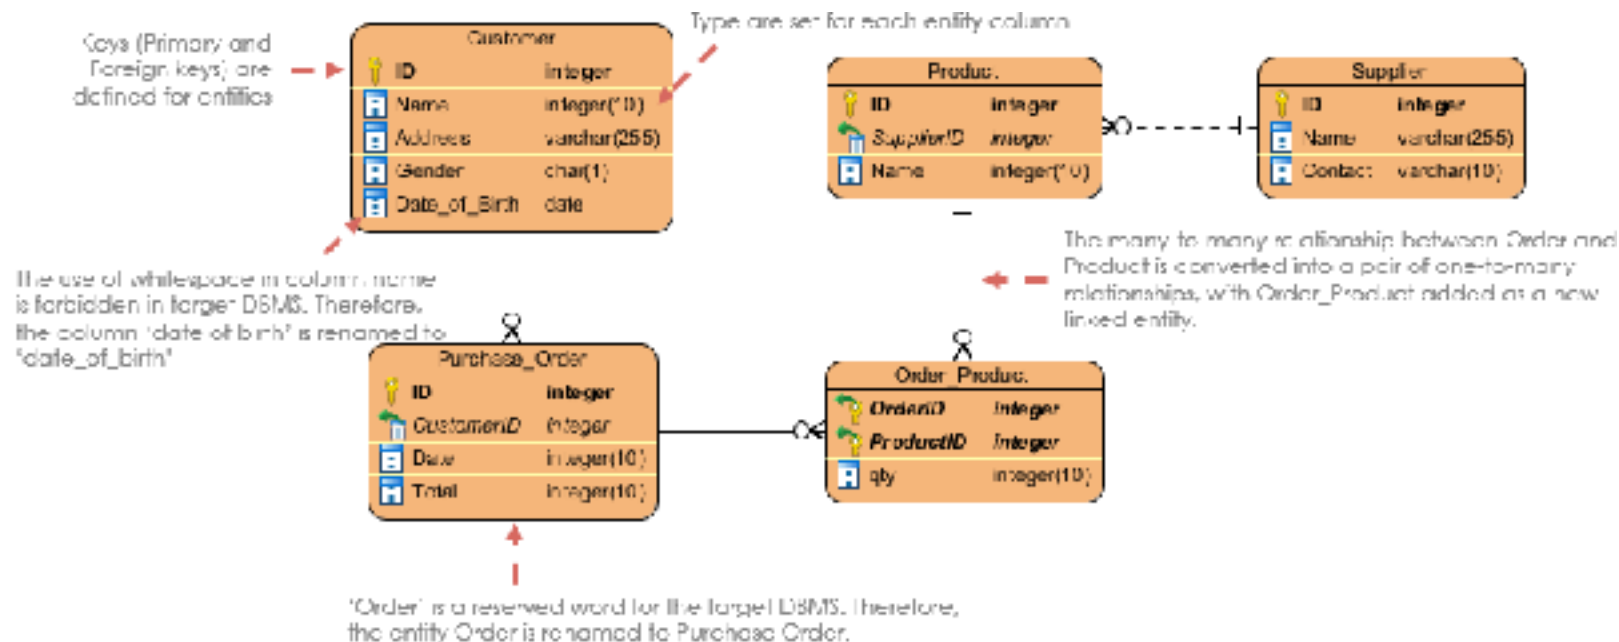 Keys (Primary and
Foreign keys) are
defined for entities
Type are set for each entity column
Customer
ID integer
Name integer(10)
Address varchar(255)
Gender char(1)
Date_of_Birth date
Product
ID integer
SupplierID integer
Name integer(10)
Supplier
ID integer
Name varchar(255)
Contact varchar(10)
The use of whitespace in column name
is forbidden in target DBMS. Therefore,
the column 'date of birth' is renamed to
'date_of_birth'
The many to many relationship between Order and
Product is converted into a pair of one-to-many
relationships, with Order_Product added as a new
linked entity.
Purchase_Order
ID integer
CustomerID integer
Date integer(10)
Total integer(10)
Order_Product
OrderID integer
ProductID integer
qty integer(10)
'Order' is a reserved word for the target DBMS. Therefore,
the entity Order is renamed to Purchase Order.